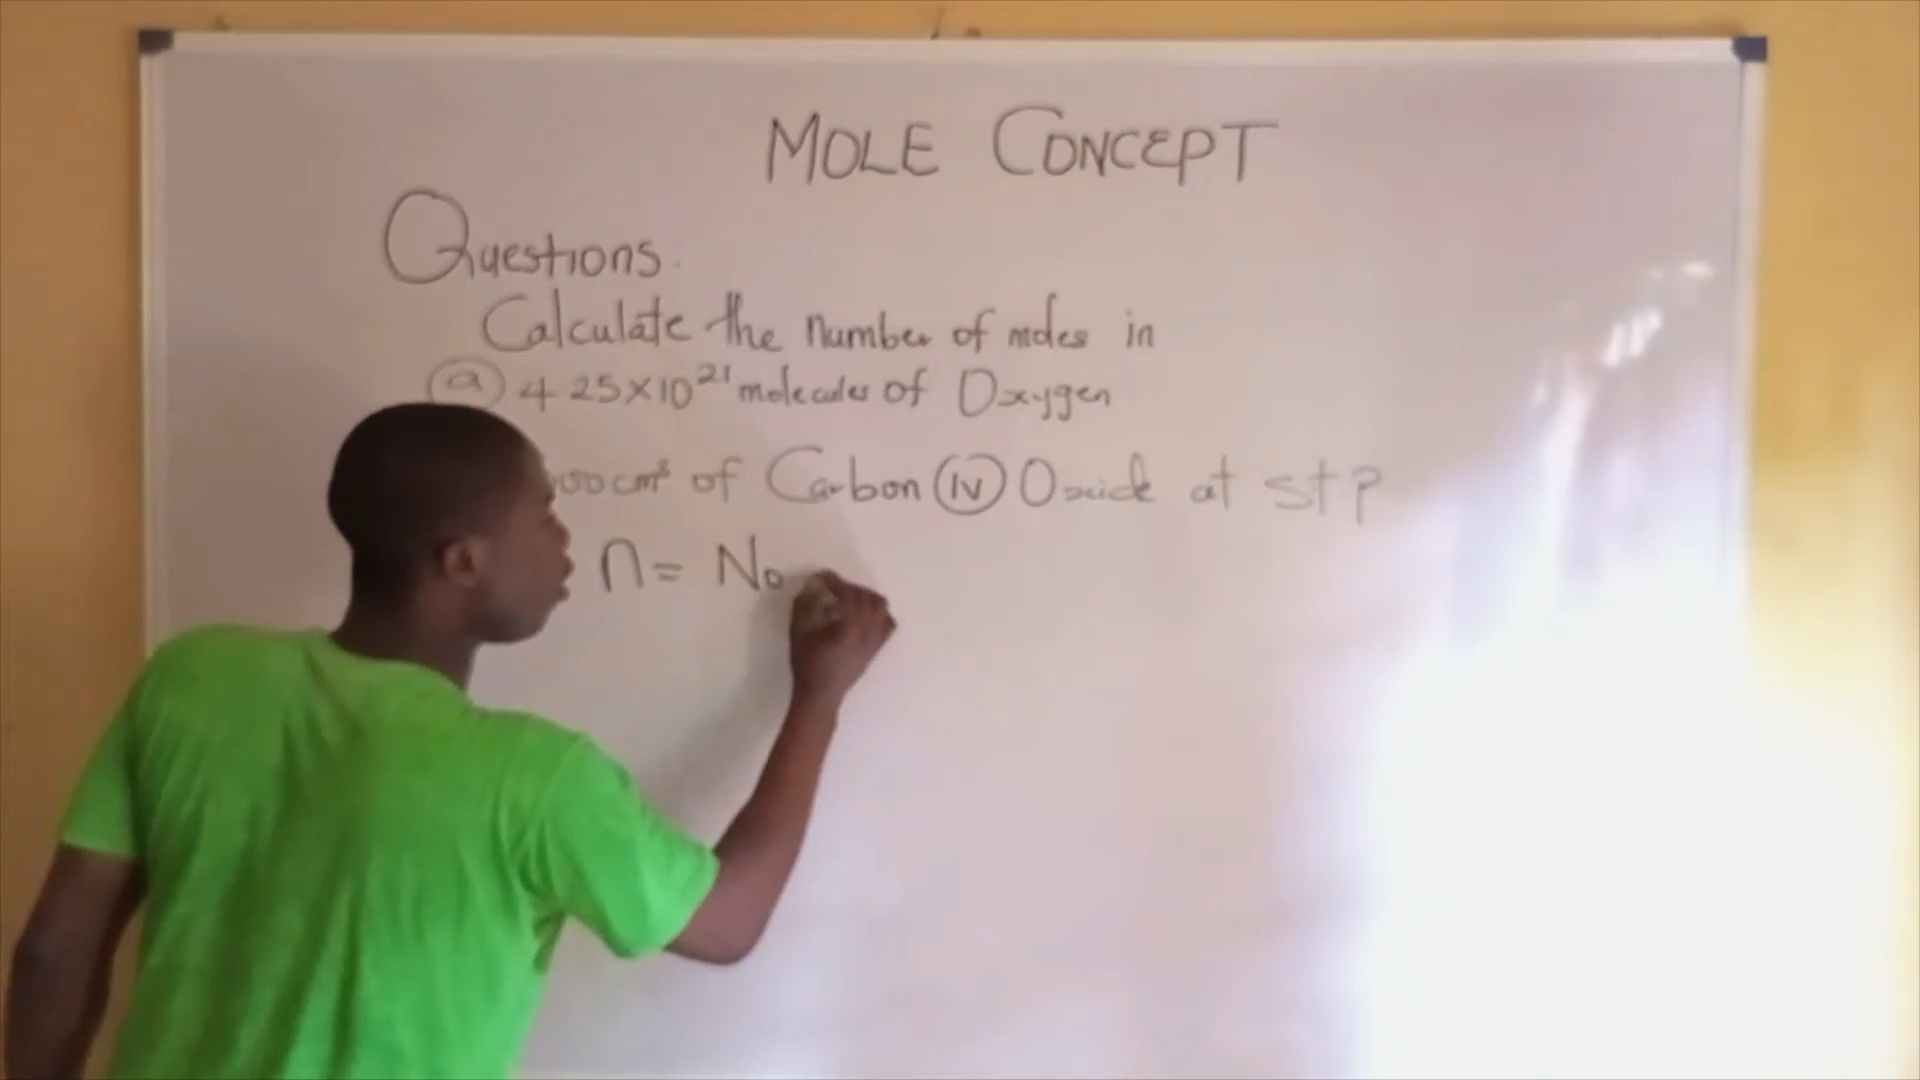 MOLE CONCEPT
Questions:
Calculate the number of moles in
(a) 4.25×10²¹ molecules of Oxygen
00cm³ of Carbon (IV) Oxide at stp
n = No